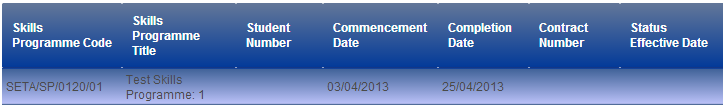 Skills Programme Code
Skills Programme Title
Student Number
Commencement Date
Completion Date
Contract Number
Status Effective Date
SETA/SP/0120/01
Test Skills Programme: 1
03/04/2013
25/04/2013